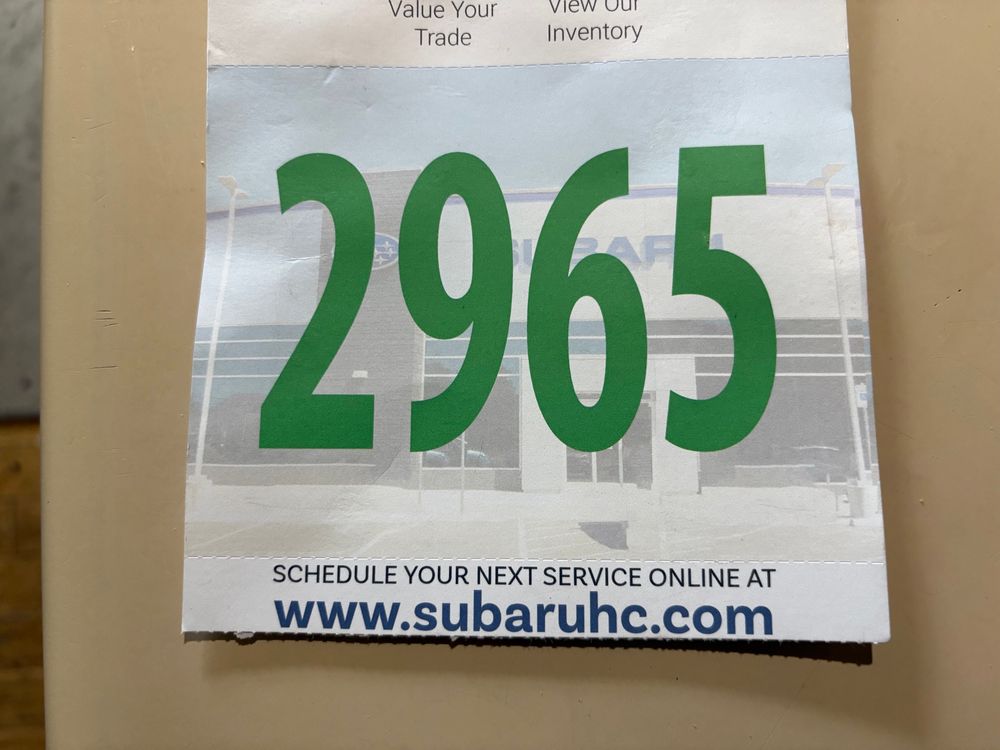 Value Your
Trade
View Our
Inventory
SUBARU
2965
SCHEDULE YOUR NEXT SERVICE ONLINE AT
www.subaruhc.com